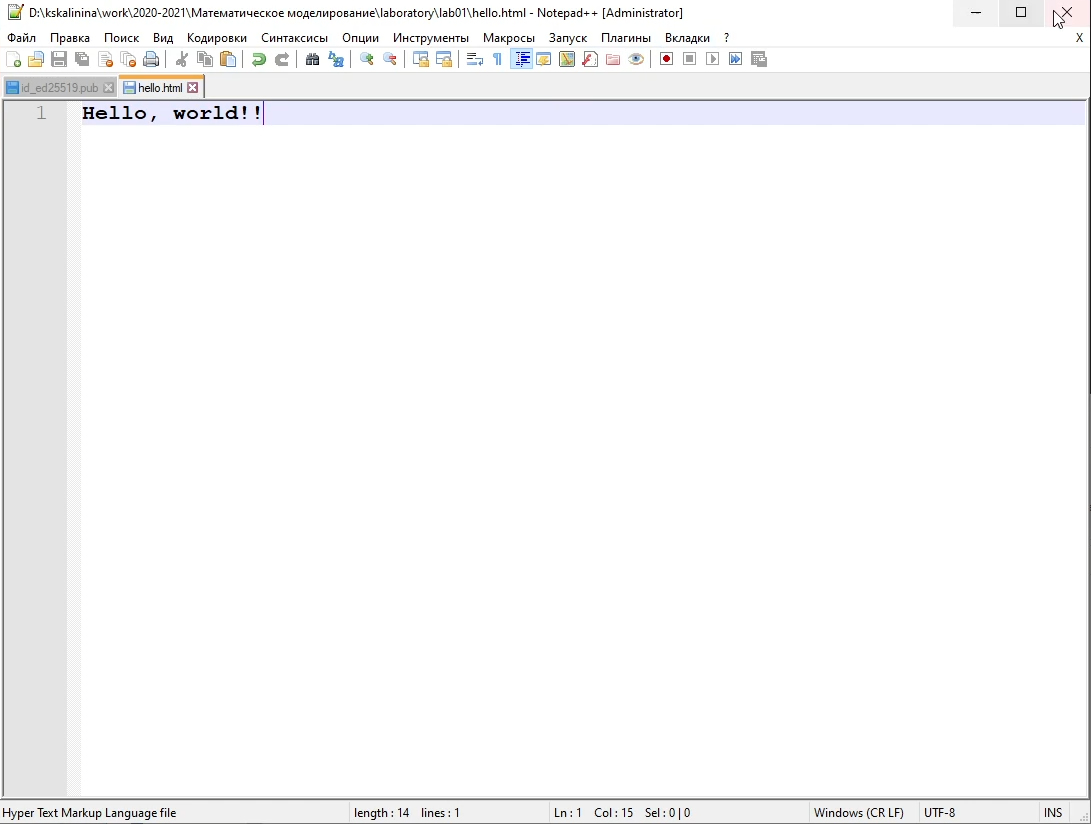 D:\kskalinina\work\2020-2021\Математическое моделирование\laboratory\lab01\hello.html - Notepad++ [Administrator]
Файл Правка Поиск Вид Кодировки Синтаксисы Опции Инструменты Макросы Запуск Плагины Вкладки ? X
id_ed25519.pub hello.html
1 Hello, world!!
Hyper Text Markup Language file length : 14 lines : 1 Ln : 1 Col : 15 Sel : 0 | 0 Windows (CR LF) UTF-8 INS